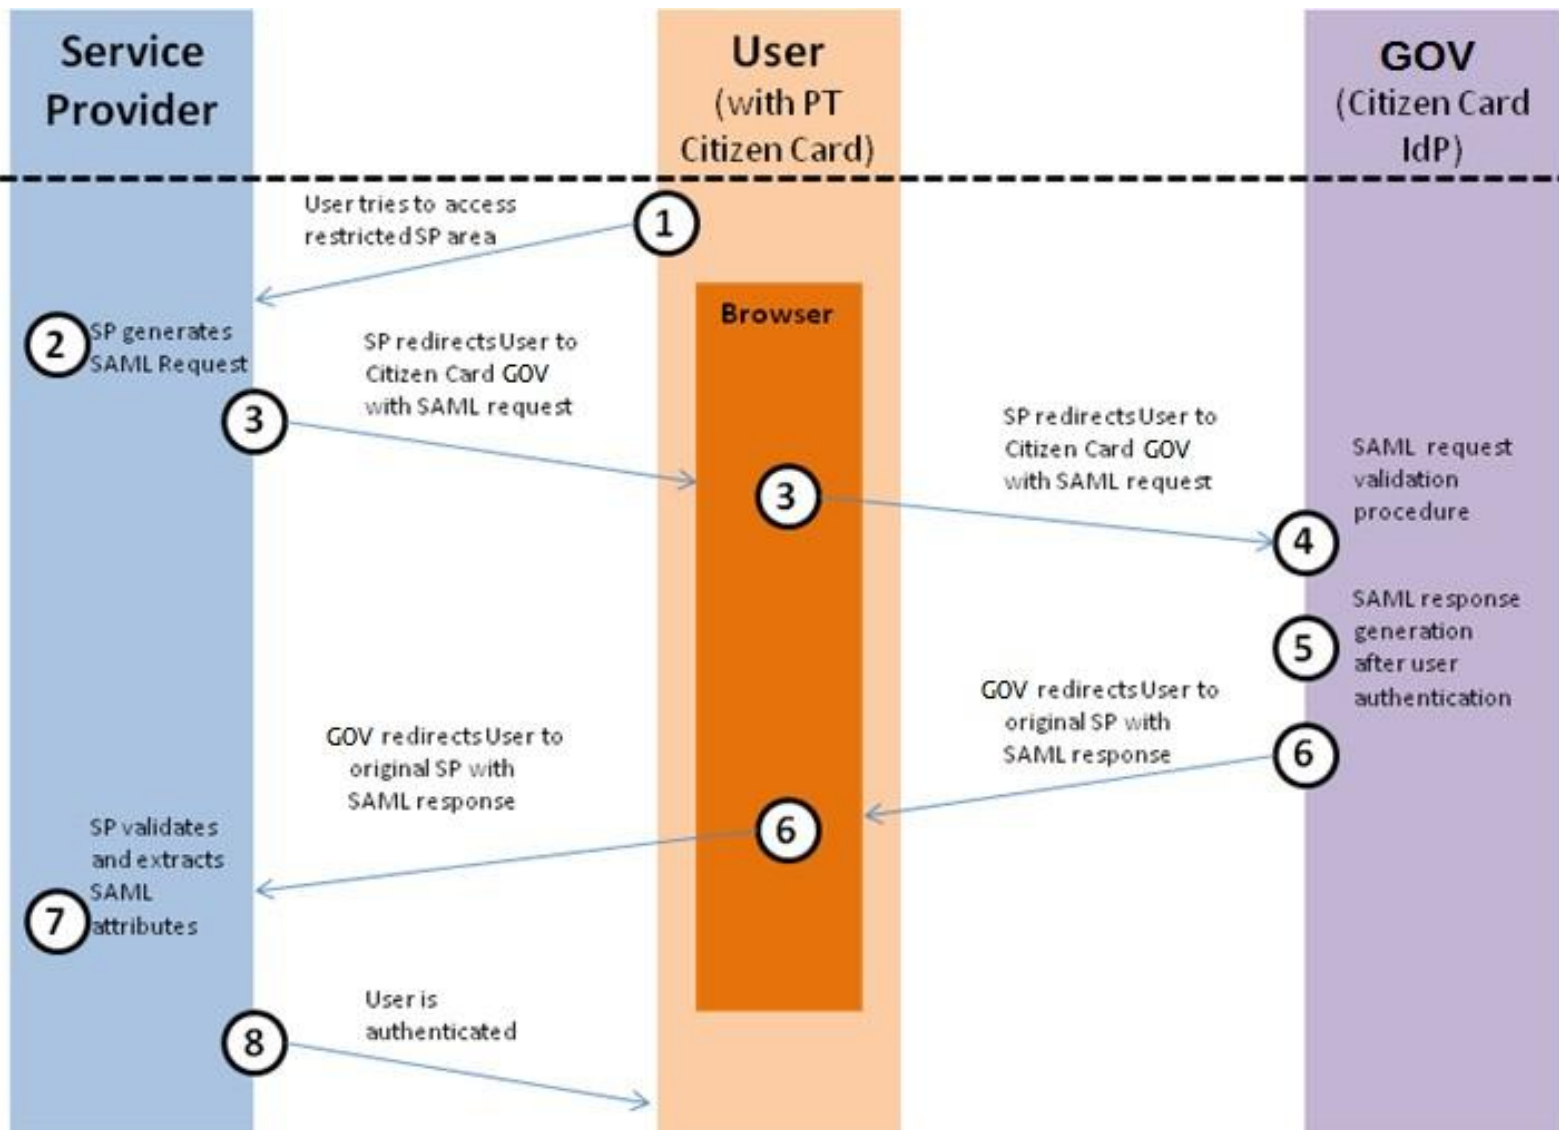 Service
Provider
User
(with PT
Citizen Card)
GOV
(Citizen Card
IdP)
User tries to access
restricted SP area
1
Browser
2
SP generates
SAML Request
SP redirects User to
Citizen Card GOV
with SAML request
3
SP redirects User to
Citizen Card GOV
with SAML request
3
SAML request
validation
procedure
4
SAML response
generation
after user
authentication
5
GOV redirects User to
original SP with
SAML response
6
GOV redirects User to
original SP with
SAML response
6
SP validates
and extracts
SAML
attributes
7
User is
authenticated
8